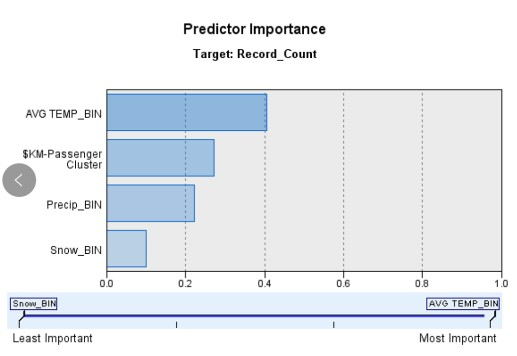 Predictor Importance
Target: Record_Count
AVG TEMP_BIN
$KM-Passenger
Cluster
Precip_BIN
Snow_BIN
0.0 0.2 0.4 0.6 0.8 1.0
Snow_BIN AVG TEMP_BIN
Least Important Most Important